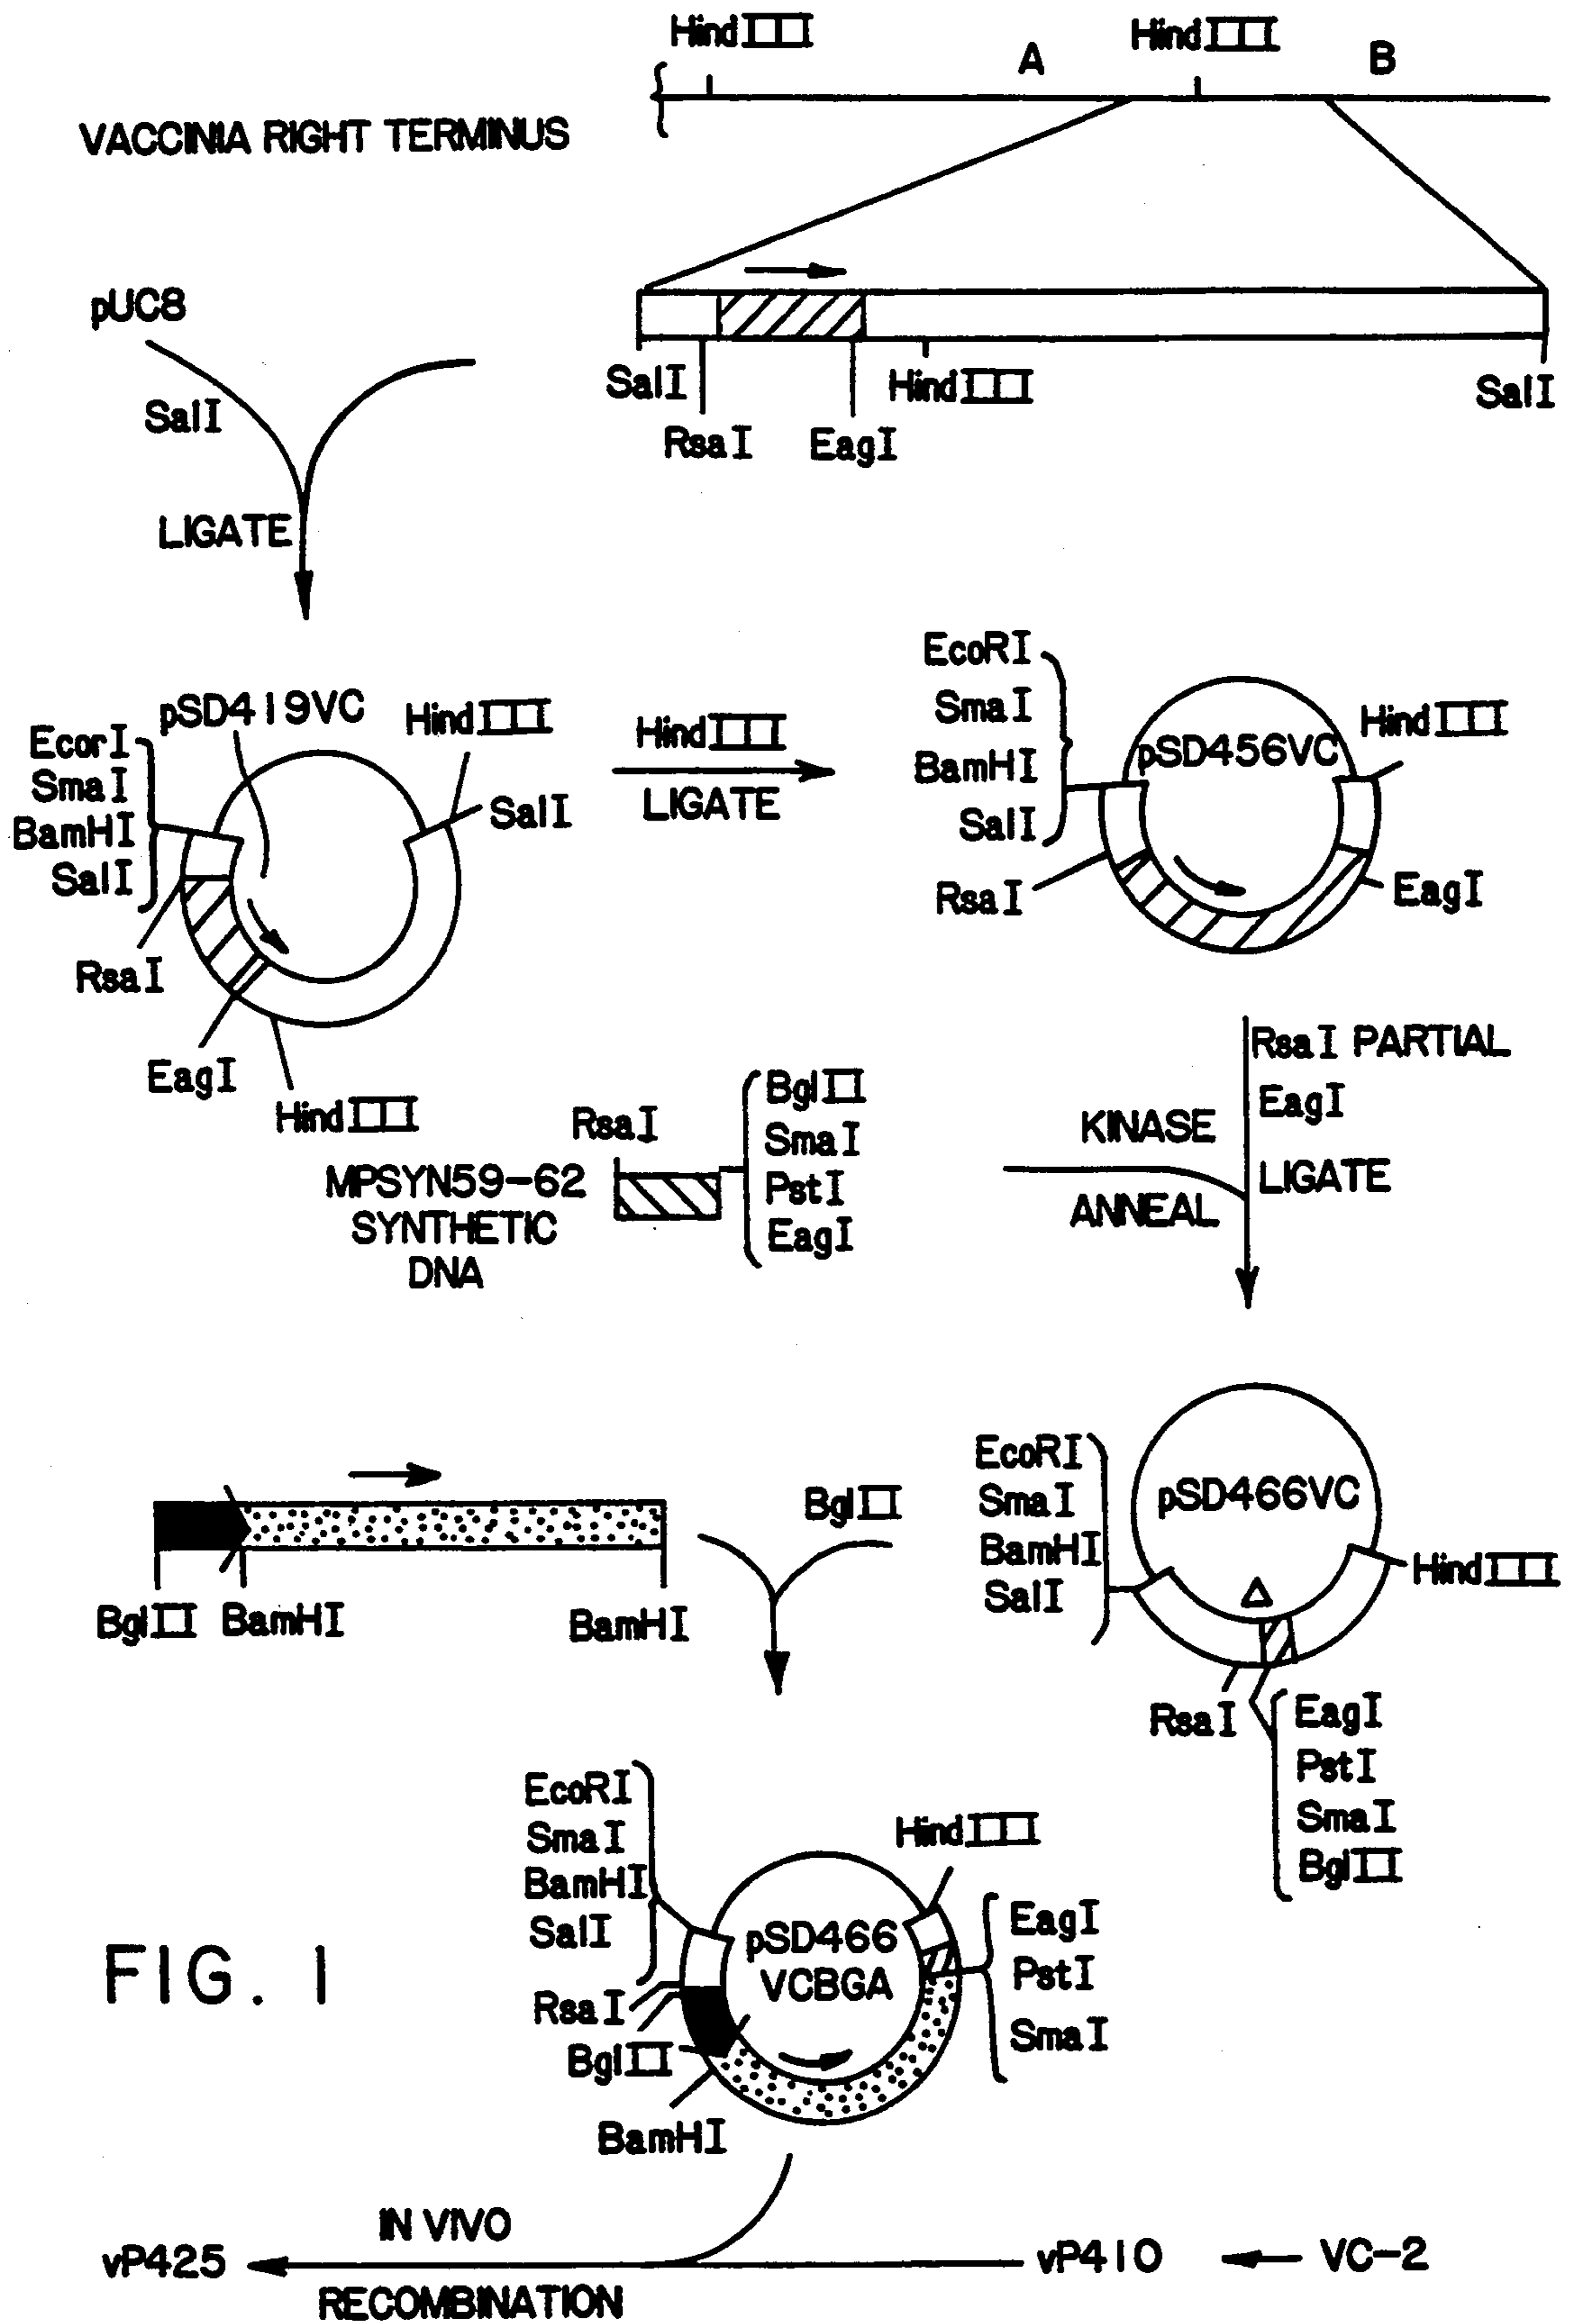 HindIII
HindIII
A
B
VACCINIA RIGHT TERMINUS
pUC8
SalI
SalI
HindIII
SalI
RsaI
EagI
LIGATE
pSD419VC
HindIII
EcorI
SmaI
BamHI
SalI
SalI
RsaI
EagI
HindIII
HindIII
LIGATE
EcoRI
SmaI
BamHI
SalI
pSD456VC
HindIII
RsaI
EagI
RsaI PARTIAL
EagI
KINASE
LIGATE
ANNEAL
RsaI
BglII
SmaI
PstI
EagI
MPSYN59-62
SYNTHETIC
DNA
BglII
BglII
BamHI
BamHI
EcoRI
SmaI
BamHI
SalI
pSD466VC
HindIII
Δ
RsaI
EagI
PstI
SmaI
BglII
EcoRI
SmaI
BamHI
SalI
HindIII
pSD466
VCBGA
EagI
PstI
SmaI
RsaI
BglII
BamHI
FIG. 1
IN VIVO
vP425
vP410
VC-2
RECOMBINATION